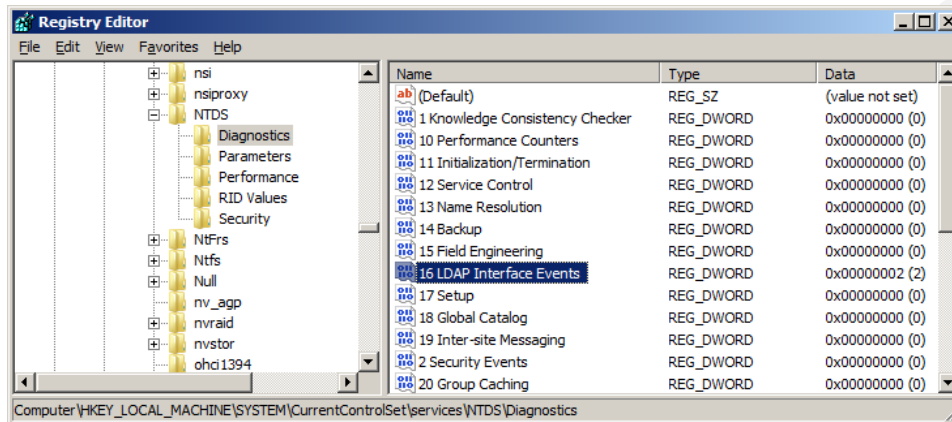 Registry Editor
File Edit View Favorites Help
nsi
nsiproxy
NTDS
Diagnostics
Parameters
Performance
RID Values
Security
NtFrs
Ntfs
Null
nv_agp
nvraid
nvstor
ohci1394
Name Type Data
ab (Default) REG_SZ (value not set)
1 Knowledge Consistency Checker REG_DWORD 0x00000000 (0)
10 Performance Counters REG_DWORD 0x00000000 (0)
11 Initialization/Termination REG_DWORD 0x00000000 (0)
12 Service Control REG_DWORD 0x00000000 (0)
13 Name Resolution REG_DWORD 0x00000000 (0)
14 Backup REG_DWORD 0x00000000 (0)
15 Field Engineering REG_DWORD 0x00000000 (0)
16 LDAP Interface Events REG_DWORD 0x00000002 (2)
17 Setup REG_DWORD 0x00000000 (0)
18 Global Catalog REG_DWORD 0x00000000 (0)
19 Inter-site Messaging REG_DWORD 0x00000000 (0)
2 Security Events REG_DWORD 0x00000000 (0)
20 Group Caching REG_DWORD 0x00000000 (0)
Computer\HKEY_LOCAL_MACHINE\SYSTEM\CurrentControlSet\services\NTDS\Diagnostics